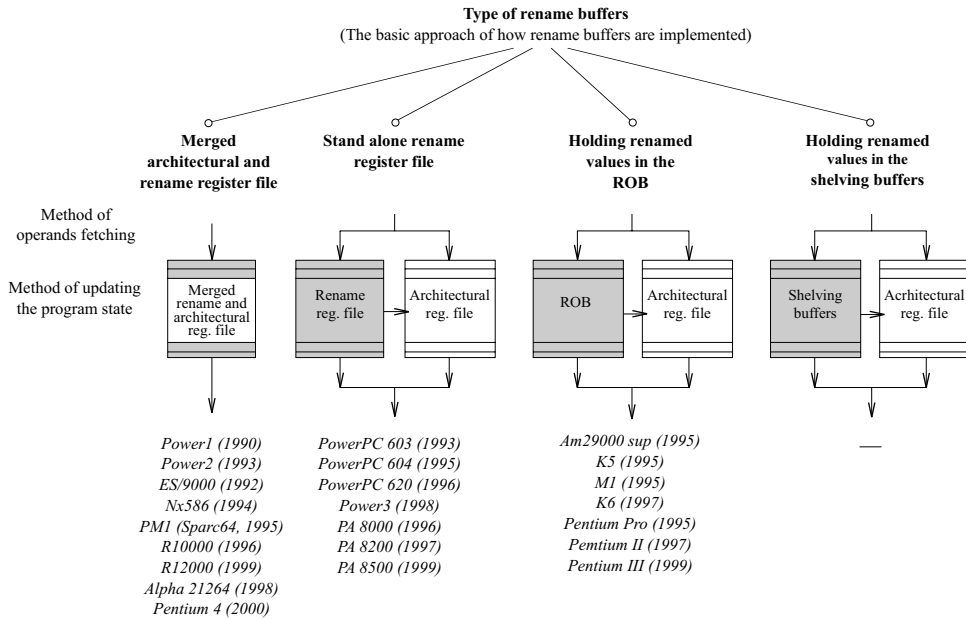 Type of rename buffers
(The basic approach of how rename buffers are implemented)
Merged
architectural and
rename register file
Stand alone rename
register file
Holding renamed
values in the
ROB
Holding renamed
values in the
shelving buffers
Method of
operands fetching
Method of updating
the program state
Merged
rename and
architectural
reg. file
Rename
reg. file
Architectural
reg. file
ROB
Architectural
reg. file
Shelving
buffers
Acrhitectural
reg. file
Power1 (1990)
Power2 (1993)
ES/9000 (1992)
Nx586 (1994)
PM1 (Sparc64, 1995)
R10000 (1996)
R12000 (1999)
Alpha 21264 (1998)
Pentium 4 (2000)
PowerPC 603 (1993)
PowerPC 604 (1995)
PowerPC 620 (1996)
Power3 (1998)
PA 8000 (1996)
PA 8200 (1997)
PA 8500 (1999)
Am29000 sup (1995)
K5 (1995)
M1 (1995)
K6 (1997)
Pentium Pro (1995)
Pemtium II (1997)
Pentium III (1999)
—